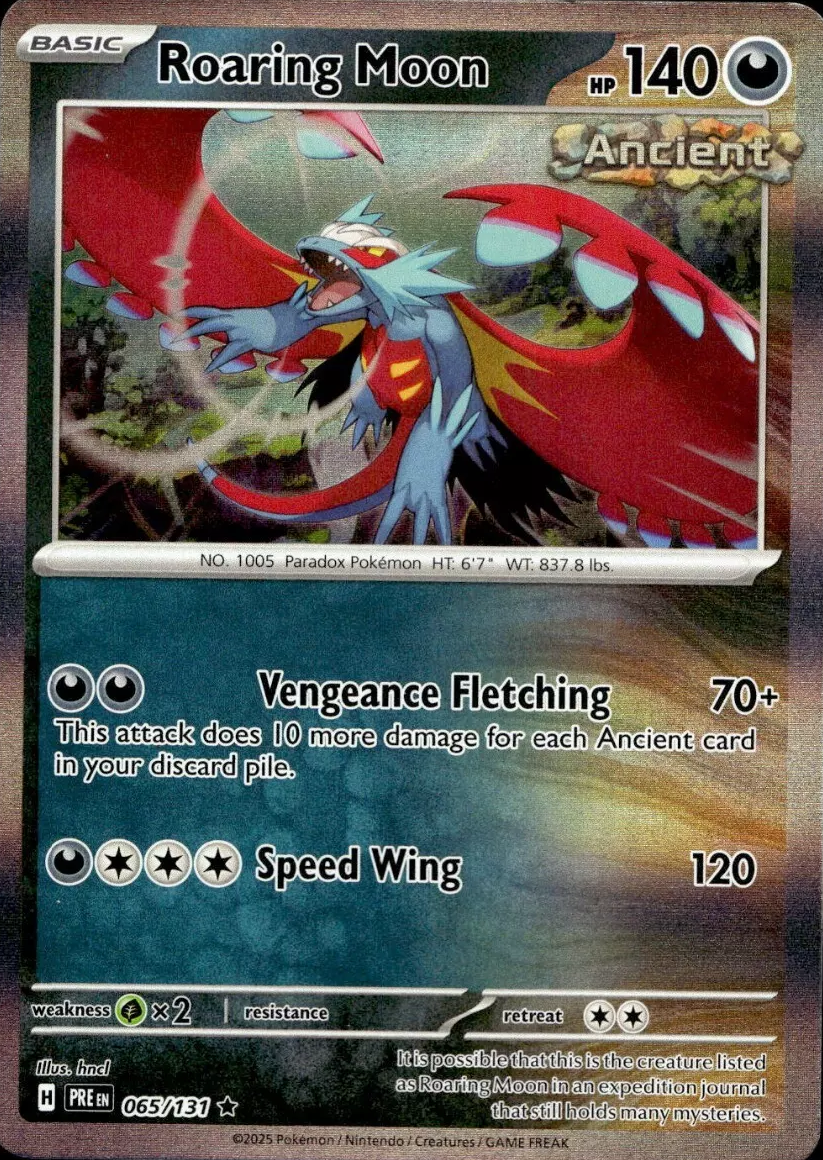 BASIC
Roaring Moon
HP 140
Ancient
NO. 1005 Paradox Pokémon HT: 6'7" WT: 837.8 lbs.
Vengeance Fletching 70+
This attack does 10 more damage for each Ancient card
in your discard pile.
Speed Wing 120
weakness ×2 resistance retreat
Illus. hncl
It is possible that this is the creature listed
as Roaring Moon in an expedition journal
that still holds many mysteries.
H PRE EN 065/131
©2025 Pokémon / Nintendo / Creatures / GAME FREAK